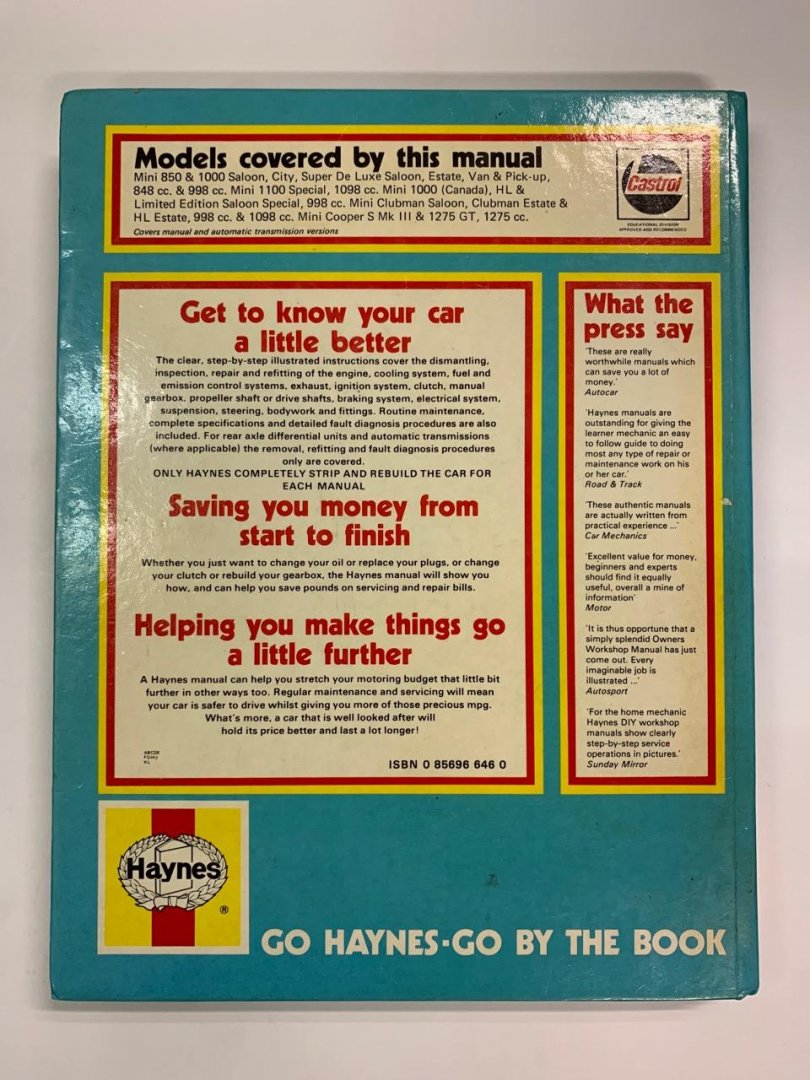 Models covered by this manual
Mini 850 & 1000 Saloon, City, Super De Luxe Saloon, Estate, Van & Pick-up,
848 cc. & 998 cc. Mini 1100 Special, 1098 cc. Mini 1000 (Canada), HL &
Limited Edition Saloon Special, 998 cc. Mini Clubman Saloon, Clubman Estate &
HL Estate, 998 cc. & 1098 cc. Mini Cooper S Mk III & 1275 GT, 1275 cc.
Covers manual and automatic transmission versions
Castrol
EDUCATIONAL DIVISION
APPROVED AND RECOMMENDED
Get to know your car
a little better
The clear, step-by-step illustrated instructions cover the dismantling,
inspection, repair and refitting of the engine, cooling system, fuel and
emission control systems, exhaust, ignition system, clutch, manual
gearbox, propeller shaft or drive shafts, braking system, electrical system,
suspension, steering, bodywork and fittings. Routine maintenance,
complete specifications and detailed fault diagnosis procedures are also
included. For rear axle differential units and automatic transmissions
(where applicable) the removal, refitting and fault diagnosis procedures
only are covered.
ONLY HAYNES COMPLETELY STRIP AND REBUILD THE CAR FOR
EACH MANUAL
Saving you money from
start to finish
Whether you just want to change your oil or replace your plugs, or change
your clutch or rebuild your gearbox, the Haynes manual will show you
how, and can help you save pounds on servicing and repair bills.
Helping you make things go
a little further
A Haynes manual can help you stretch your motoring budget that little bit
further in other ways too. Regular maintenance and servicing will mean
your car is safer to drive whilst giving you more of those precious mpg.
What's more, a car that is well looked after will
hold its price better and last a lot longer!
ABCDE
FGHIJ
KL
ISBN 0 85696 646 0
What the
press say
'These are really
worthwhile manuals which
can save you a lot of
money.'
Autocar
'Haynes manuals are
outstanding for giving the
learner mechanic an easy
to follow guide to doing
most any type of repair or
maintenance work on his
or her car.'
Road & Track
'These authentic manuals
are actually written from
practical experience ...'
Car Mechanics
'Excellent value for money,
beginners and experts
should find it equally
useful, overall a mine of
information'
Motor
'It is thus opportune that a
simply splendid Owners
Workshop Manual has just
come out. Every
imaginable job is
illustrated ...'
Autosport
'For the home mechanic
Haynes DIY workshop
manuals show clearly
step-by-step service
operations in pictures.'
Sunday Mirror
Haynes
®
GO HAYNES·GO BY THE BOOK